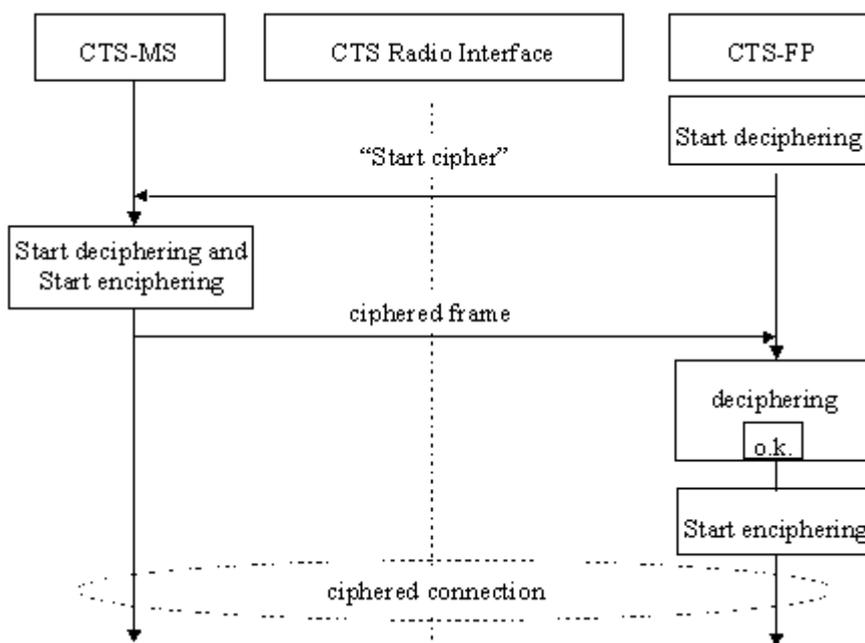 CTS-MS
CTS Radio Interface
CTS-FP
Start deciphering
“Start cipher”
Start deciphering and
Start enciphering
ciphered frame
deciphering
o.k.
Start enciphering
ciphered connection